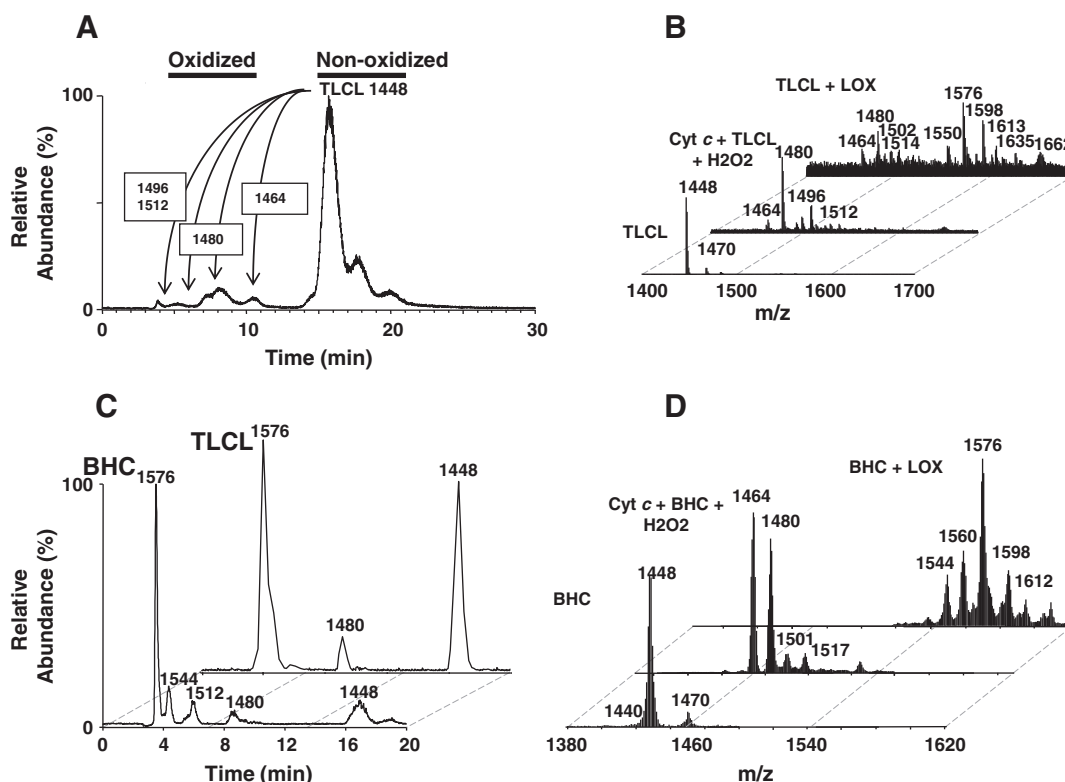 A
Oxidized
Non-oxidized
TLCL 1448
100
Relative
Abundance (%)
1496
1512
1480
1464
0
0
10
20
30
Time (min)
B
TLCL + LOX
1576
1598
1480
1502
1464
1514
1550
1613
1635
1662
Cyt c + TLCL
+ H2O2
1480
1448
1496
1464
1512
TLCL
1470
1400
1500
1600
1700
m/z
C
TLCL
1576
BHC
1576
1448
100
Relative
Abundance (%)
1480
1544
1512
1480
1448
0
0
4
8
12
16
20
Time (min)
D
1576
BHC + LOX
Cyt c + BHC +
H2O2
1464
1480
1560
1544
1598
1612
1448
BHC
1501
1517
1440
1470
1380
1460
1540
1620
m/z